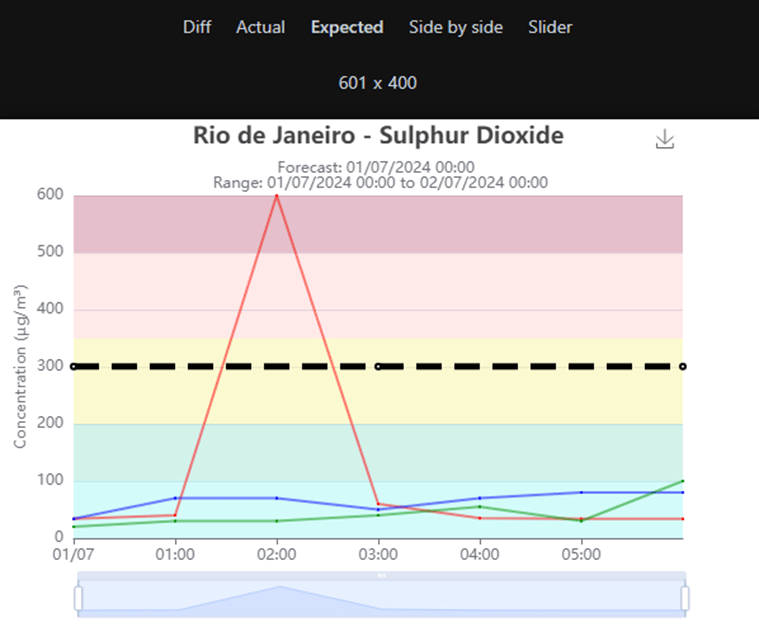 Diff Actual Expected Side by side Slider
601 x 400
Rio de Janeiro - Sulphur Dioxide
Forecast: 01/07/2024 00:00
Range: 01/07/2024 00:00 to 02/07/2024 00:00
Concentration (µg/m³)
600
500
400
300
200
100
0
01/07 01:00 02:00 03:00 04:00 05:00